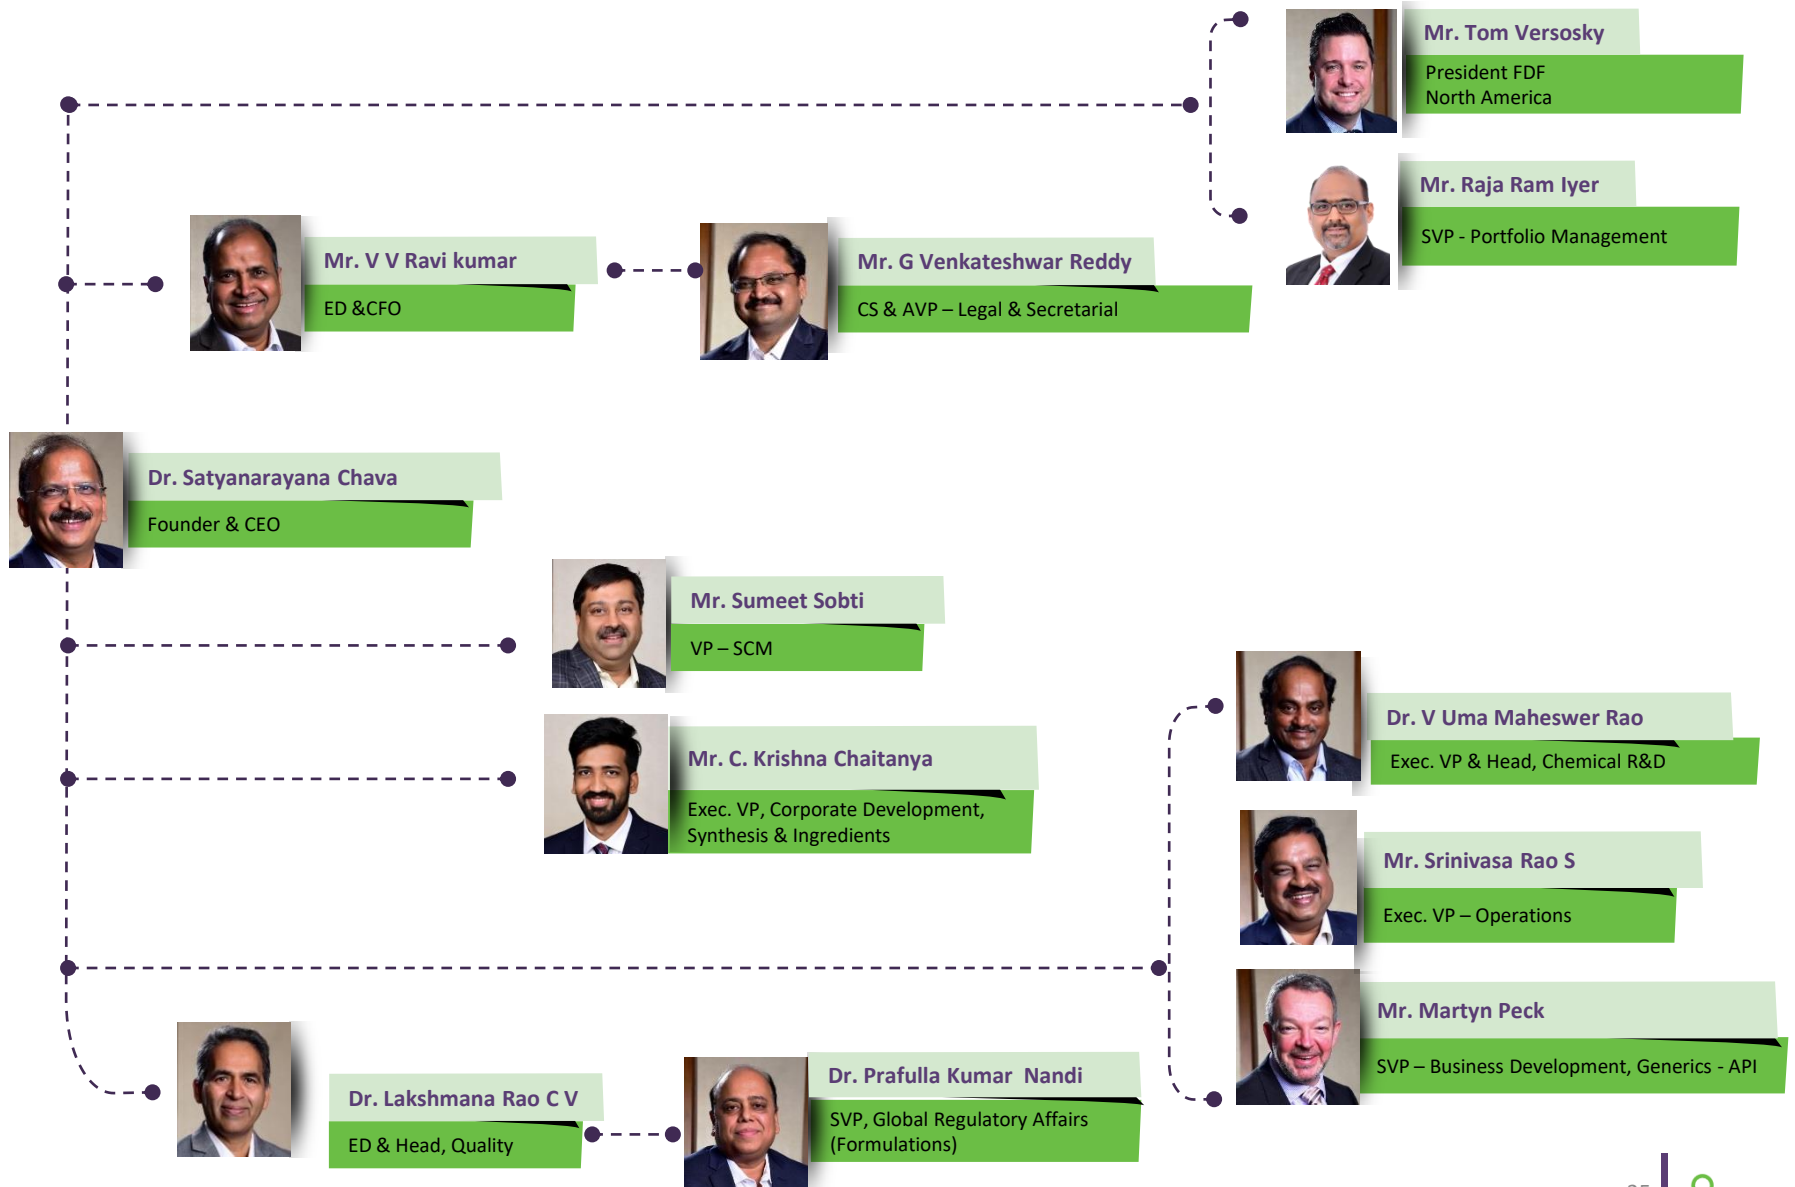 Mr. Tom Versosky
President FDF
North America
Mr. Raja Ram Iyer
SVP - Portfolio Management
Mr. V V Ravi kumar
ED &CFO
Mr. G Venkateshwar Reddy
CS & AVP – Legal & Secretarial
Dr. Satyanarayana Chava
Founder & CEO
Mr. Sumeet Sobti
VP – SCM
Mr. C. Krishna Chaitanya
Exec. VP, Corporate Development,
Synthesis & Ingredients
Dr. V Uma Maheswer Rao
Exec. VP & Head, Chemical R&D
Mr. Srinivasa Rao S
Exec. VP – Operations
Mr. Martyn Peck
SVP – Business Development, Generics - API
Dr. Lakshmana Rao C V
ED & Head, Quality
Dr. Prafulla Kumar  Nandi
SVP, Global Regulatory Affairs
(Formulations)